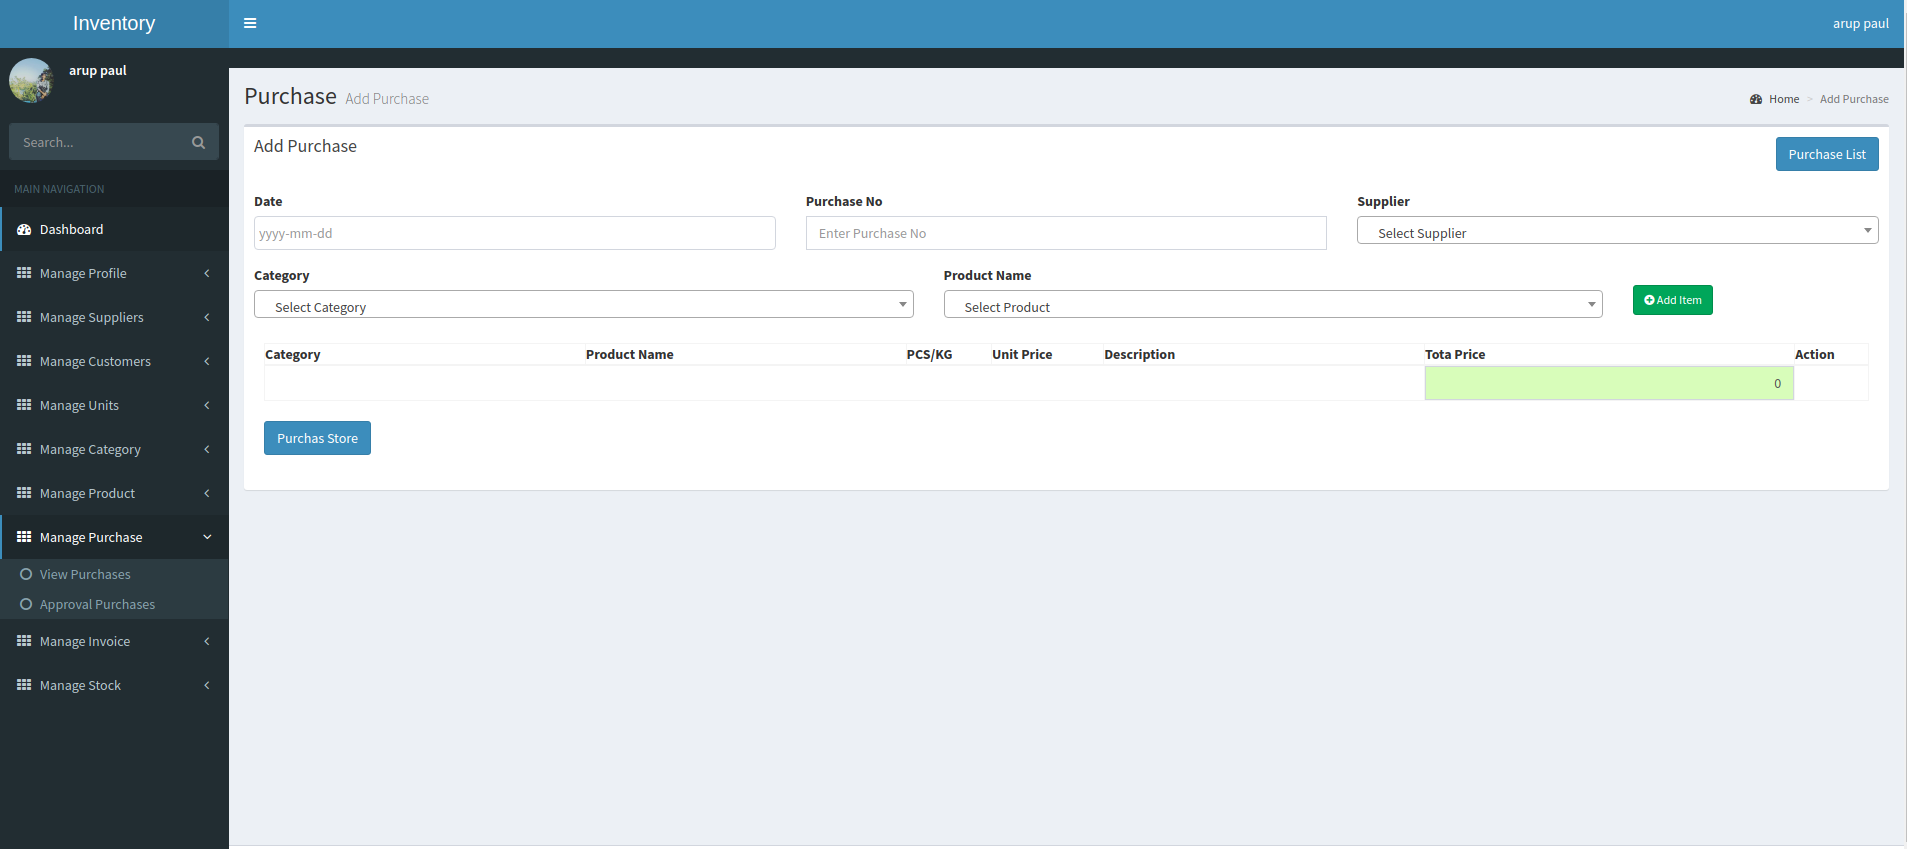 Inventory
arup paul
arup paul
Search...
MAIN NAVIGATION
Dashboard
Manage Profile
Manage Suppliers
Manage Customers
Manage Units
Manage Category
Manage Product
Manage Purchase
View Purchases
Approval Purchases
Manage Invoice
Manage Stock
Purchase Add Purchase
Home > Add Purchase
Add Purchase
Purchase List
Date Purchase No Supplier
yyyy-mm-dd Enter Purchase No Select Supplier
Category Product Name
Select Category Select Product Add Item
Category Product Name PCS/KG Unit Price Description Tota Price Action
0
Purchas Store